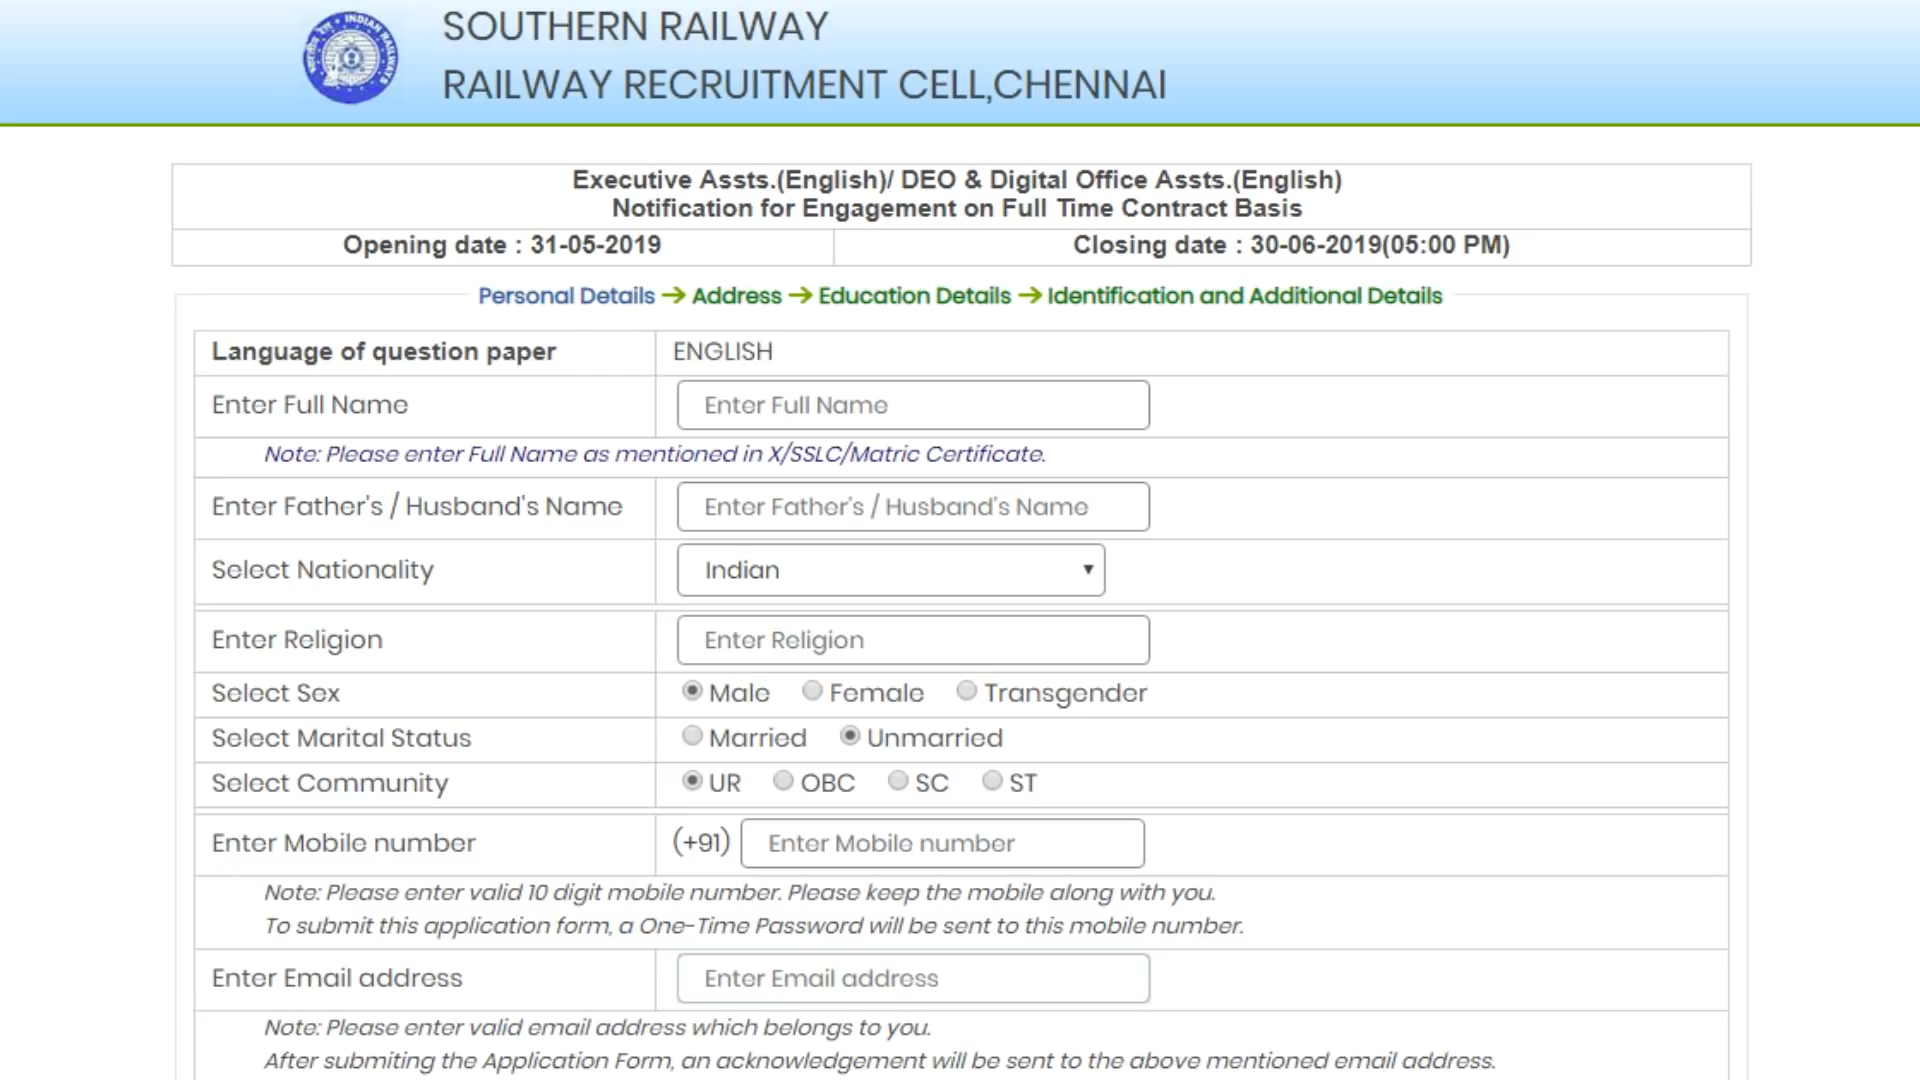 INDIAN RAILWAYS
SOUTHERN RAILWAY
RAILWAY RECRUITMENT CELL,CHENNAI
Executive Assts.(English)/ DEO & Digital Office Assts.(English)
Notification for Engagement on Full Time Contract Basis
Opening date : 31-05-2019 Closing date : 30-06-2019(05:00 PM)
Personal Details → Address → Education Details → Identification and Additional Details
Language of question paper ENGLISH
Enter Full Name Enter Full Name
Note: Please enter Full Name as mentioned in X/SSLC/Matric Certificate.
Enter Father's / Husband's Name Enter Father's / Husband's Name
Select Nationality Indian
Enter Religion Enter Religion
Select Sex Male Female Transgender
Select Marital Status Married Unmarried
Select Community UR OBC SC ST
Enter Mobile number (+91) Enter Mobile number
Note: Please enter valid 10 digit mobile number. Please keep the mobile along with you.
To submit this application form, a One-Time Password will be sent to this mobile number.
Enter Email address Enter Email address
Note: Please enter valid email address which belongs to you.
After submiting the Application Form, an acknowledgement will be sent to the above mentioned email address.